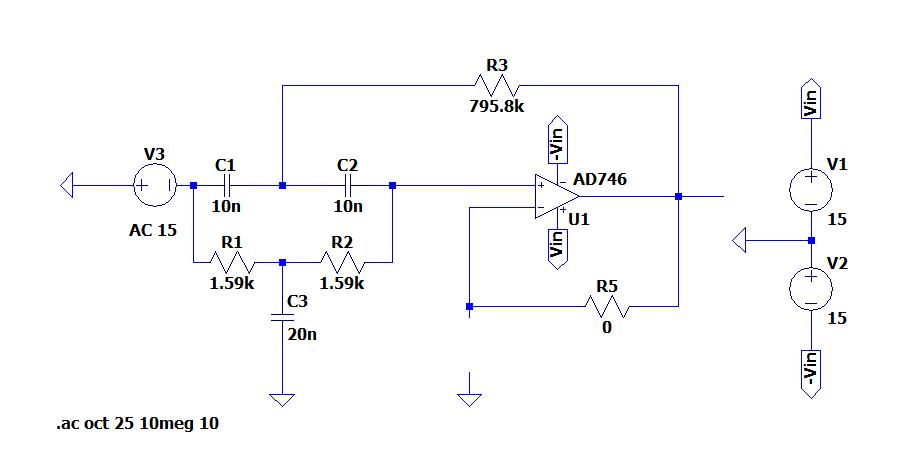 R3
795.8k
Vin
-Vin
V3
C1
C2
AD746
V1
10n
10n
U1
AC 15
15
R1
R2
Vin
1.59k
1.59k
V2
C3
R5
15
20n
0
-Vin
.ac oct 25 10meg 10